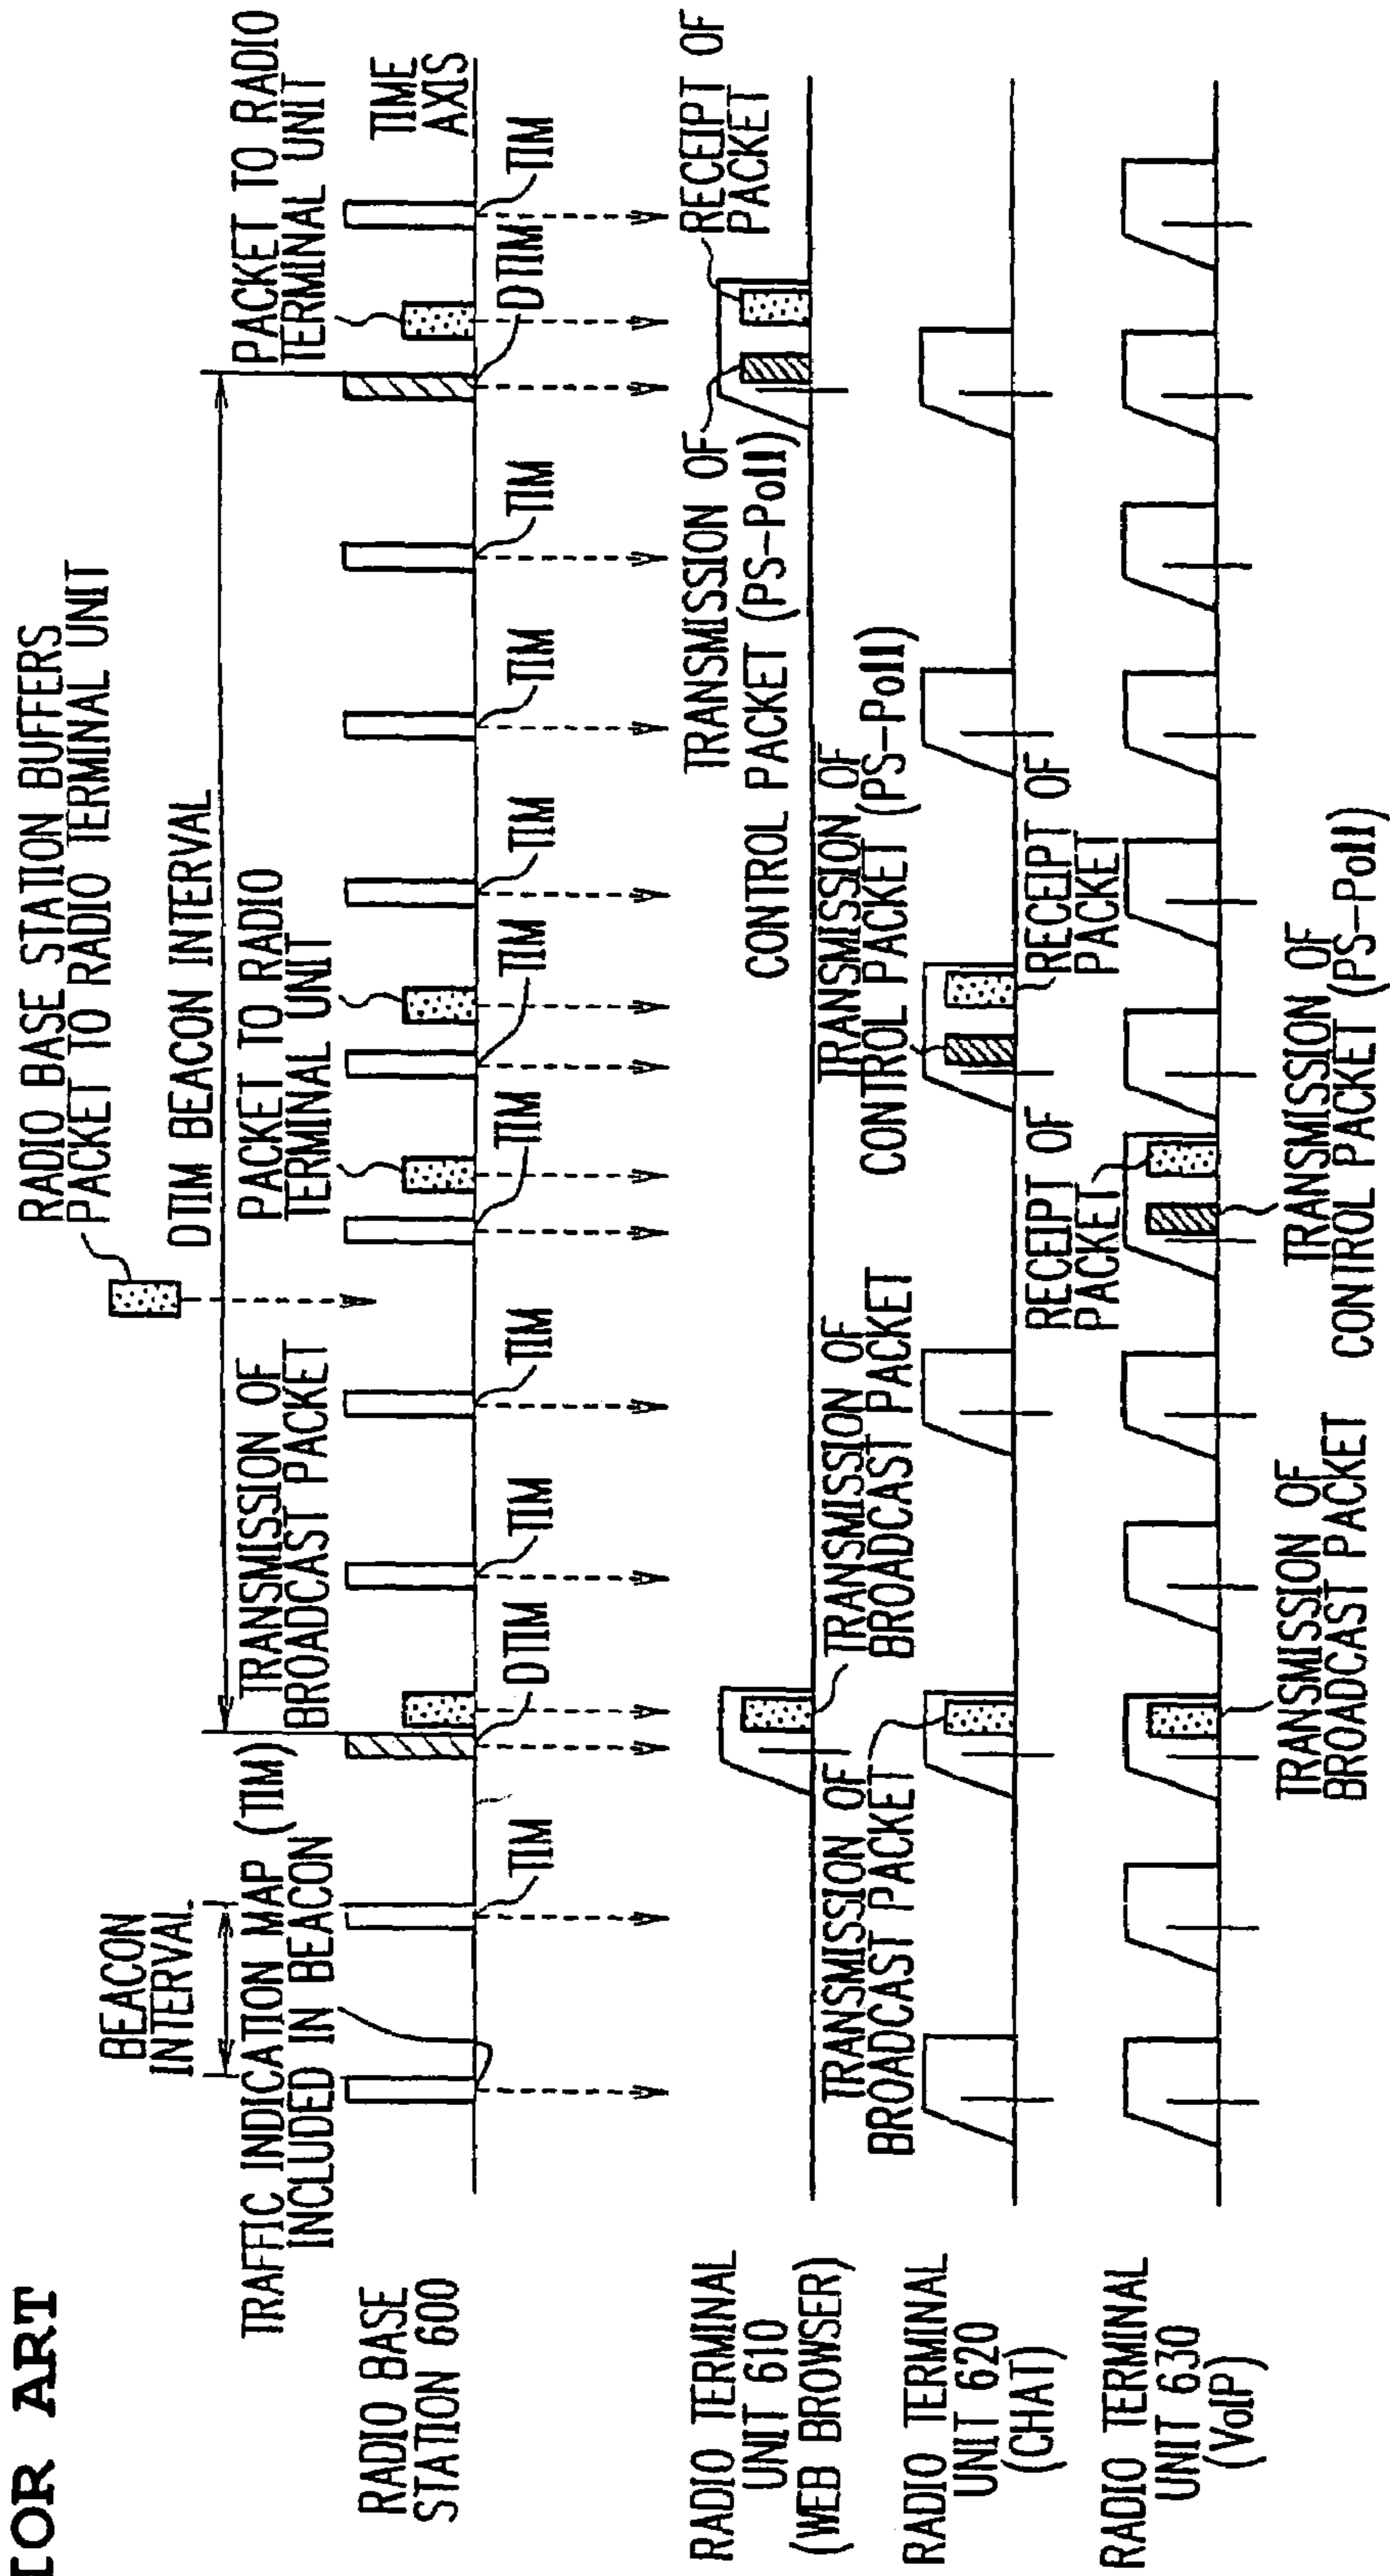 IOR ART
RADIO BASE STATION BUFFERS
PACKET TO RADIO TERMINAL UNIT
BEACON
INTERVAL
DTIM BEACON INTERVAL
TRAFFIC INDICATION MAP (TIM)
INCLUDED IN BEACON
TRANSMISSION OF
BROADCAST PACKET
PACKET TO RADIO
TERMINAL UNIT
PACKET TO RADIO
TERMINAL UNIT
TIME
AXIS
RADIO BASE
STATION 600
TIM
DTIM
TIM
TIM
TIM
TIM
TIM
TIM
TIM
DTIM
TIM
RADIO TERMINAL
UNIT 610
(WEB BROWSER)
TRANSMISSION OF
BROADCAST PACKET
TRANSMISSION OF
CONTROL PACKET (PS-Poll)
RECEIPT OF
PACKET
RADIO TERMINAL
UNIT 620
(CHAT)
TRANSMISSION OF
BROADCAST PACKET
TRANSMISSION OF
CONTROL PACKET (PS-Poll)
RECEIPT OF
PACKET
RADIO TERMINAL
UNIT 630
(VoIP)
TRANSMISSION OF
BROADCAST PACKET
RECEIPT OF
PACKET
TRANSMISSION OF
CONTROL PACKET (PS-Poll)